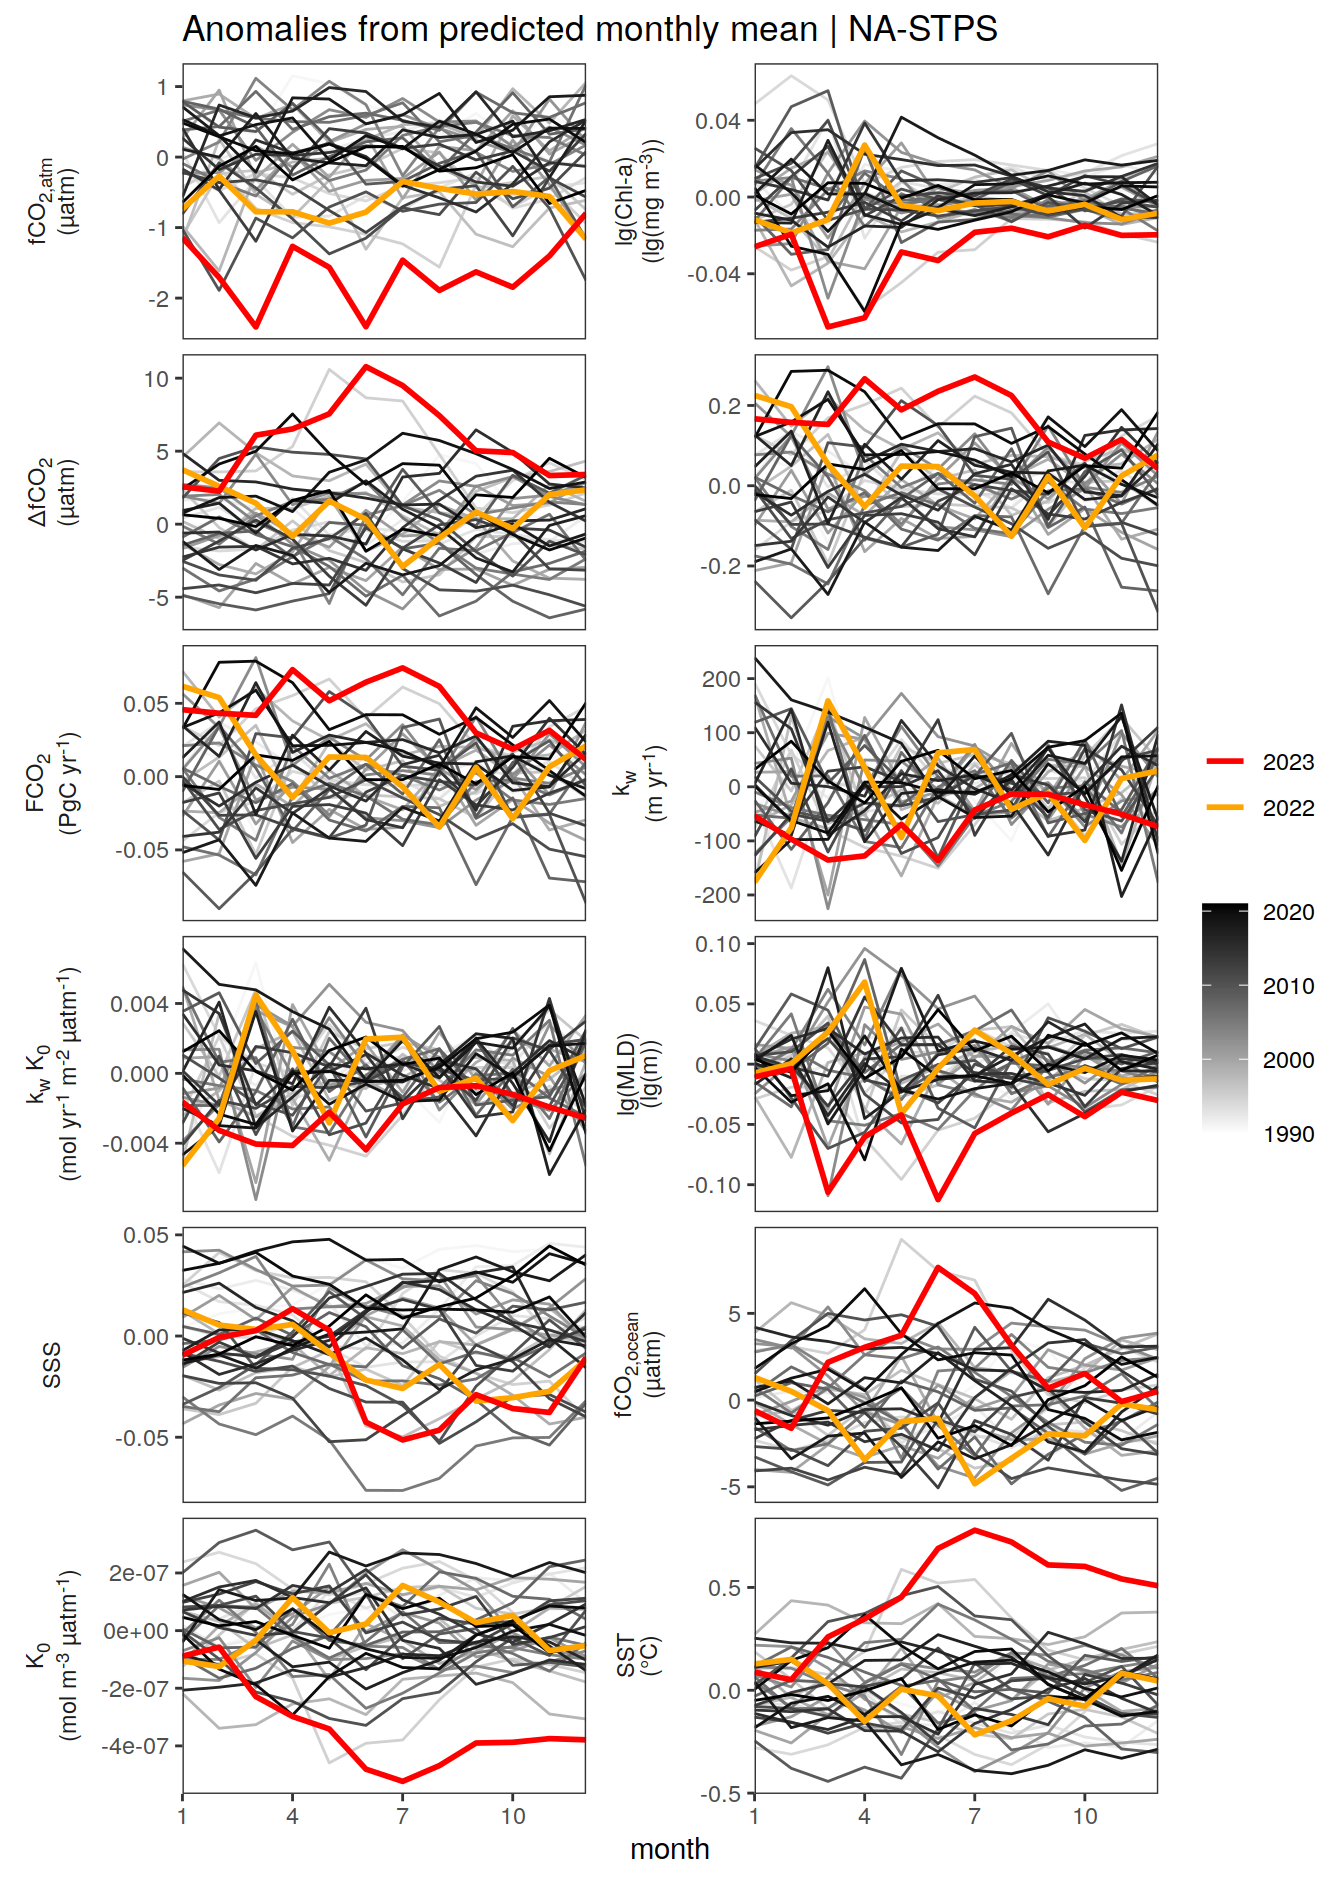 Anomalies from predicted monthly mean | NA-STPS
fCO2,atm
(µatm)
1
0
-1
-2
lg(Chl-a)
(lg(mg m-3))
0.04
0.00
-0.04
ΔfCO2
(µatm)
10
5
0
-5
0.2
0.0
-0.2
FCO2
(PgC yr-1)
0.05
0.00
-0.05
kw
(m yr-1)
200
100
0
-100
-200
2023
2022
2020
2010
2000
1990
kw K0
(mol yr-1 m-2 µatm-1)
0.004
0.000
-0.004
lg(MLD)
(lg(m))
0.10
0.05
0.00
-0.05
-0.10
SSS
0.05
0.00
-0.05
fCO2,ocean
(µatm)
5
0
-5
K0
(mol m-3 µatm-1)
2e-07
0e+00
-2e-07
-4e-07
SST
(°C)
0.5
0.0
-0.5
1 4 7 10
1 4 7 10
month